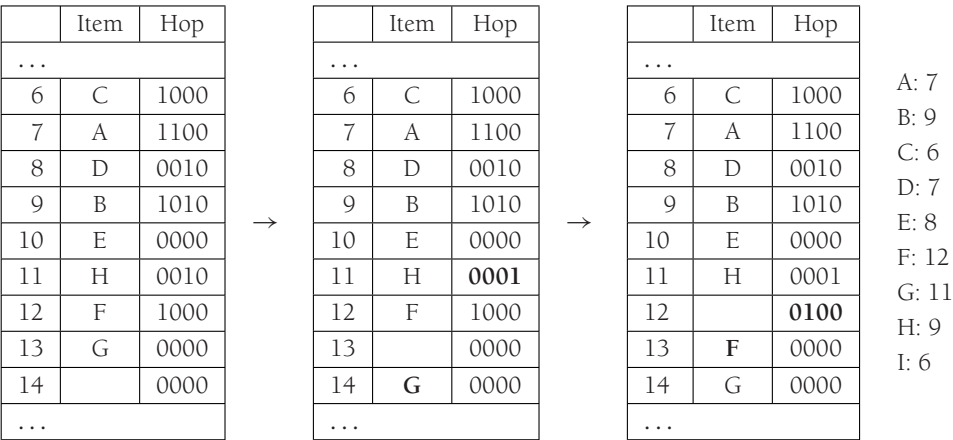 Item Hop → Item Hop → Item Hop
... ... ...
6 C 1000 6 C 1000 6 C 1000
7 A 1100 7 A 1100 7 A 1100
8 D 0010 8 D 0010 8 D 0010
9 B 1010 9 B 1010 9 B 1010
10 E 0000 10 E 0000 10 E 0000
11 H 0010 11 H 0001 11 H 0001
12 F 1000 12 F 1000 12 0100
13 G 0000 13 0000 13 F 0000
14 0000 14 G 0000 14 G 0000
... ... ...
A: 7
B: 9
C: 6
D: 7
E: 8
F: 12
G: 11
H: 9
I: 6